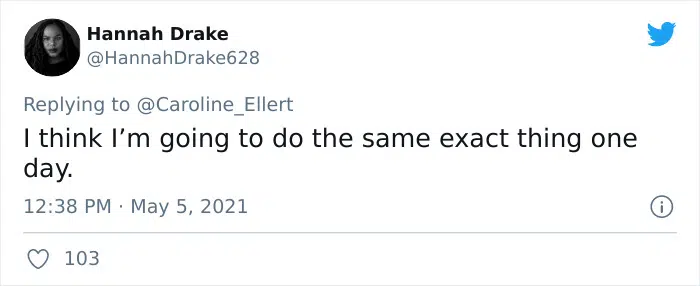 Hannah Drake
@HannahDrake628
Replying to @Caroline_Ellert
I think I’m going to do the same exact thing one
day.
12:38 PM · May 5, 2021
103